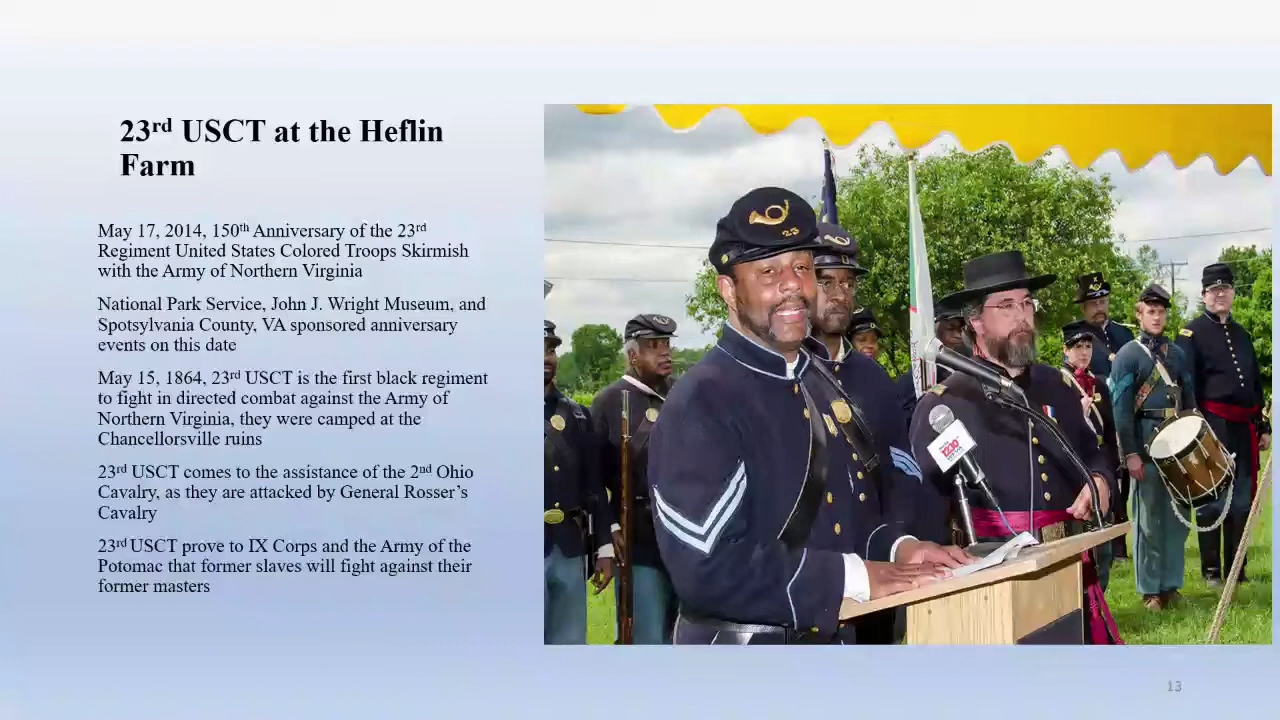 23rd USCT at the Heflin
Farm
May 17, 2014, 150th Anniversary of the 23rd
Regiment United States Colored Troops Skirmish
with the Army of Northern Virginia
National Park Service, John J. Wright Museum, and
Spotsylvania County, VA sponsored anniversary
events on this date
May 15, 1864, 23rd USCT is the first black regiment
to fight in directed combat against the Army of
Northern Virginia, they were camped at the
Chancellorsville ruins
23rd USCT comes to the assistance of the 2nd Ohio
Cavalry, as they are attacked by General Rosser's
Cavalry
23rd USCT prove to IX Corps and the Army of the
Potomac that former slaves will fight against their
former masters
23
1230
13